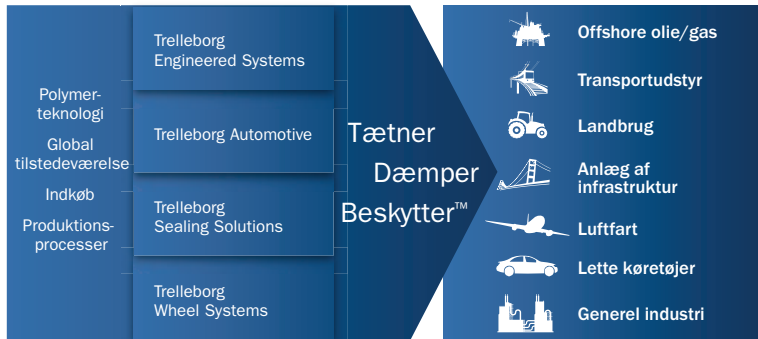 Polymer-
teknologi
Global
tilstedeværelse
Indkøb
Produktions-
processer
Trelleborg
Engineered Systems
Trelleborg Automotive
Trelleborg
Sealing Solutions
Trelleborg
Wheel Systems
Tætner
Dæmper
Beskytter™
Offshore olie/gas
Transportudstyr
Landbrug
Anlæg af
infrastruktur
Luftfart
Lette køretøjer
Generel industri